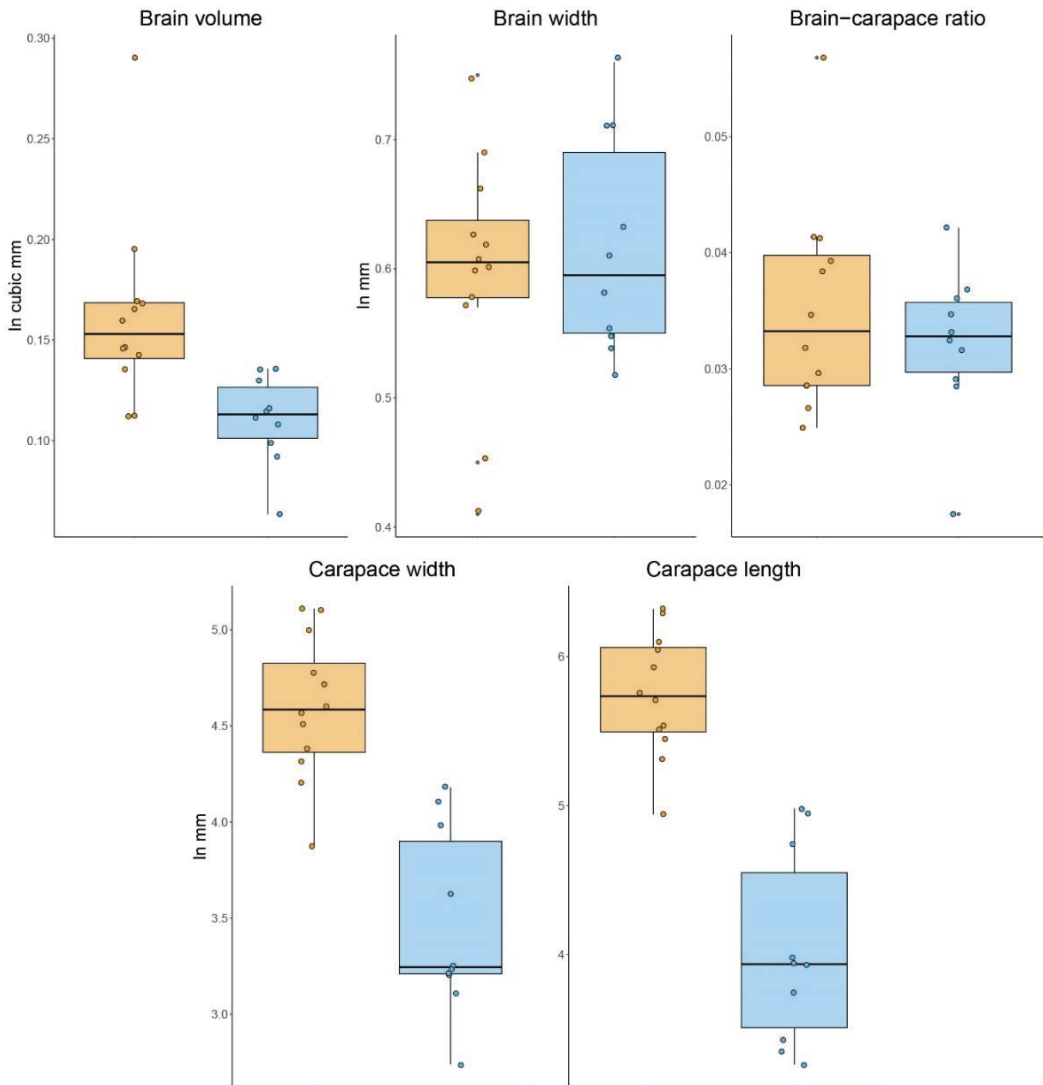 Brain volume
Brain width
Brain−carapace ratio
In cubic mm
0.30
0.25
0.20
0.15
0.10
In mm
0.7
0.6
0.5
0.4
0.05
0.04
0.03
0.02
Carapace width
Carapace length
In mm
5.0
4.5
4.0
3.5
3.0
6
5
4